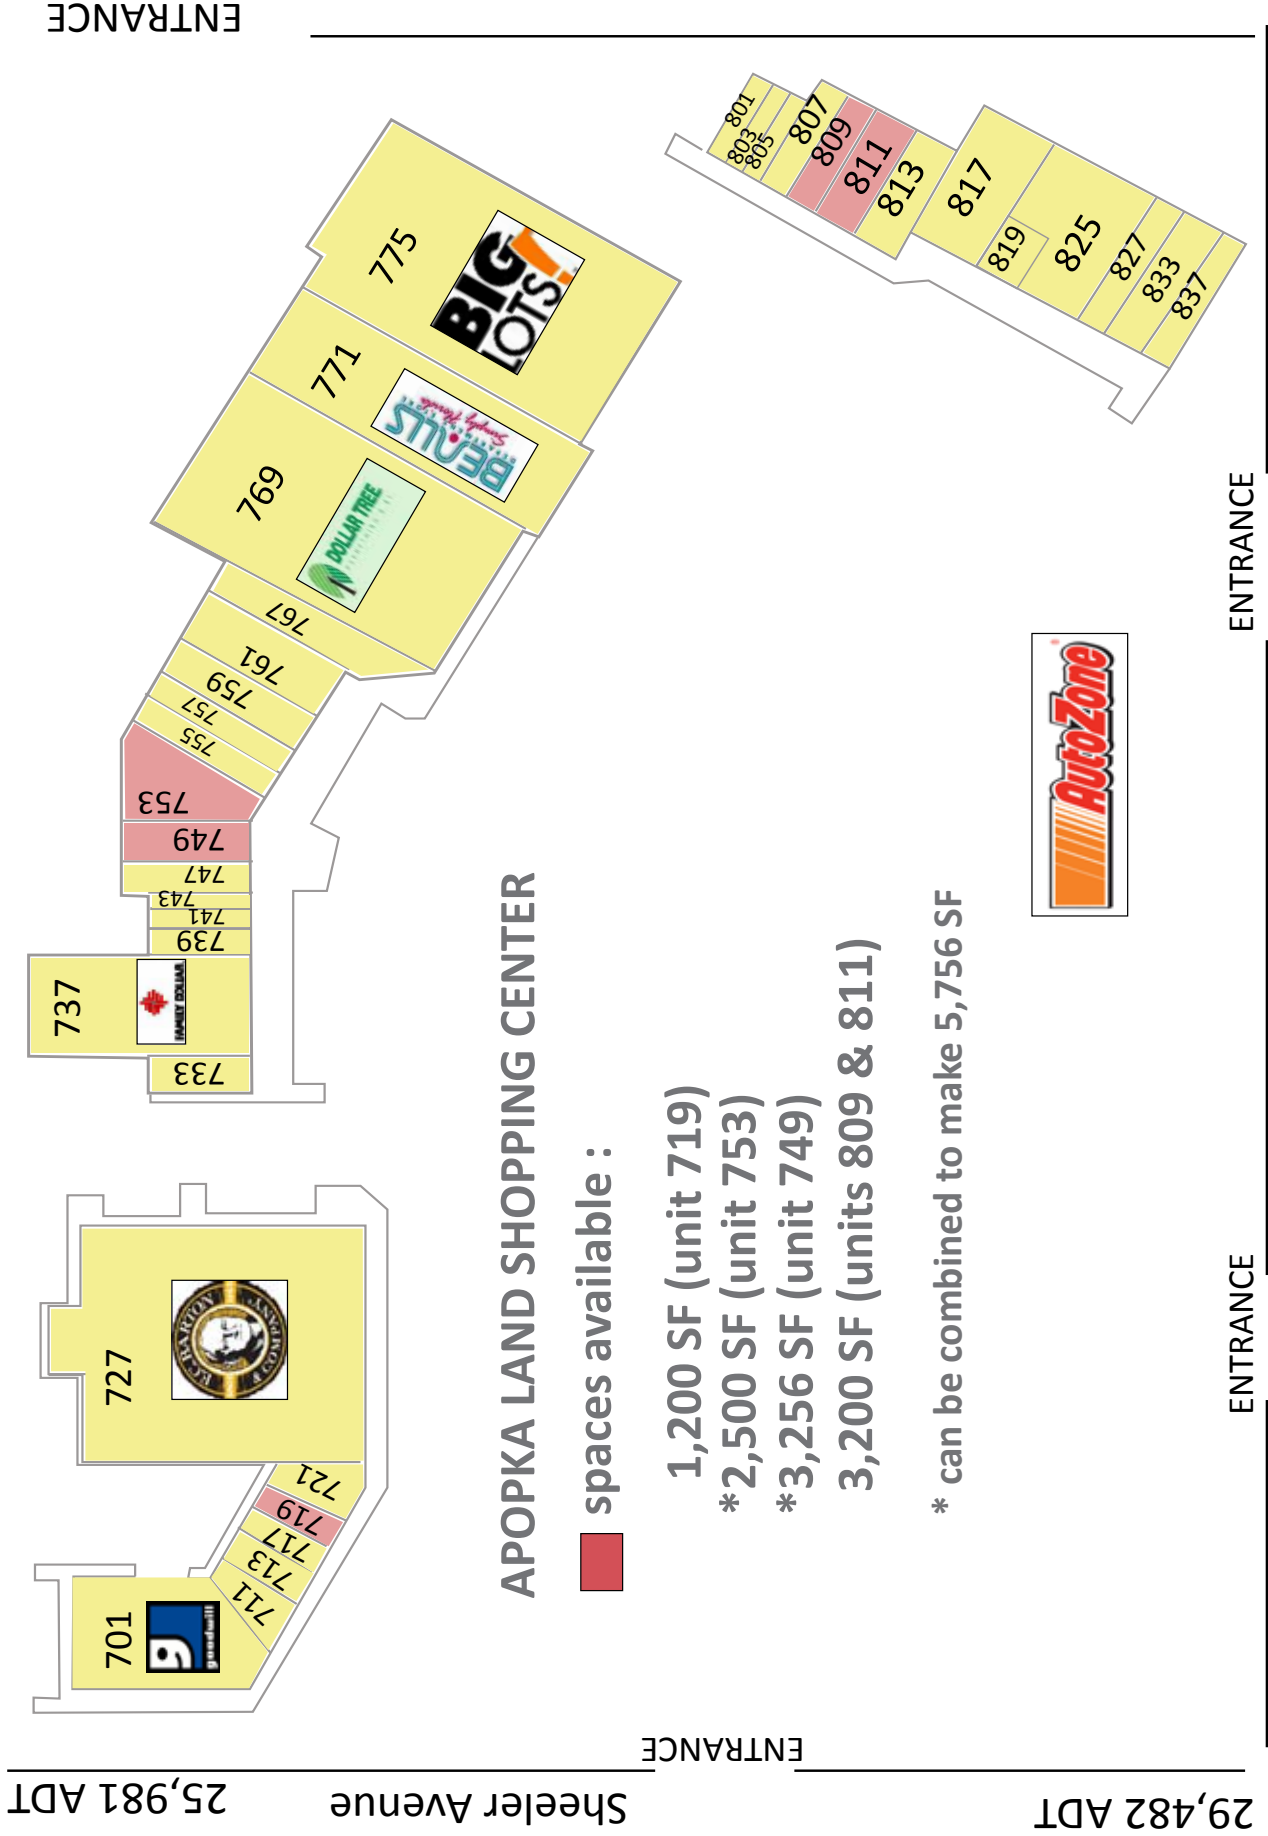 ENTRANCE
801
803
805
807
809
811
813
817
819
825
827
833
837
775
BIG
LOTS!
771
BEALLS
Simply Florida
769
DOLLAR TREE
767
761
759
757
755
753
749
747
743
741
739
737
FAMILY DOLLAR
733
727
E.C. BARTON
& COMPANY
721
719
717
713
711
701
goodwill
APOPKA LAND SHOPPING CENTER
spaces available :
1,200 SF (unit 719)
*2,500 SF (unit 753)
*3,256 SF (unit 749)
3,200 SF (units 809 & 811)
* can be combined to make 5,756 SF
AutoZone
ENTRANCE
ENTRANCE
ENTRANCE
25,981 ADT
Sheeler Avenue
29,482 ADT